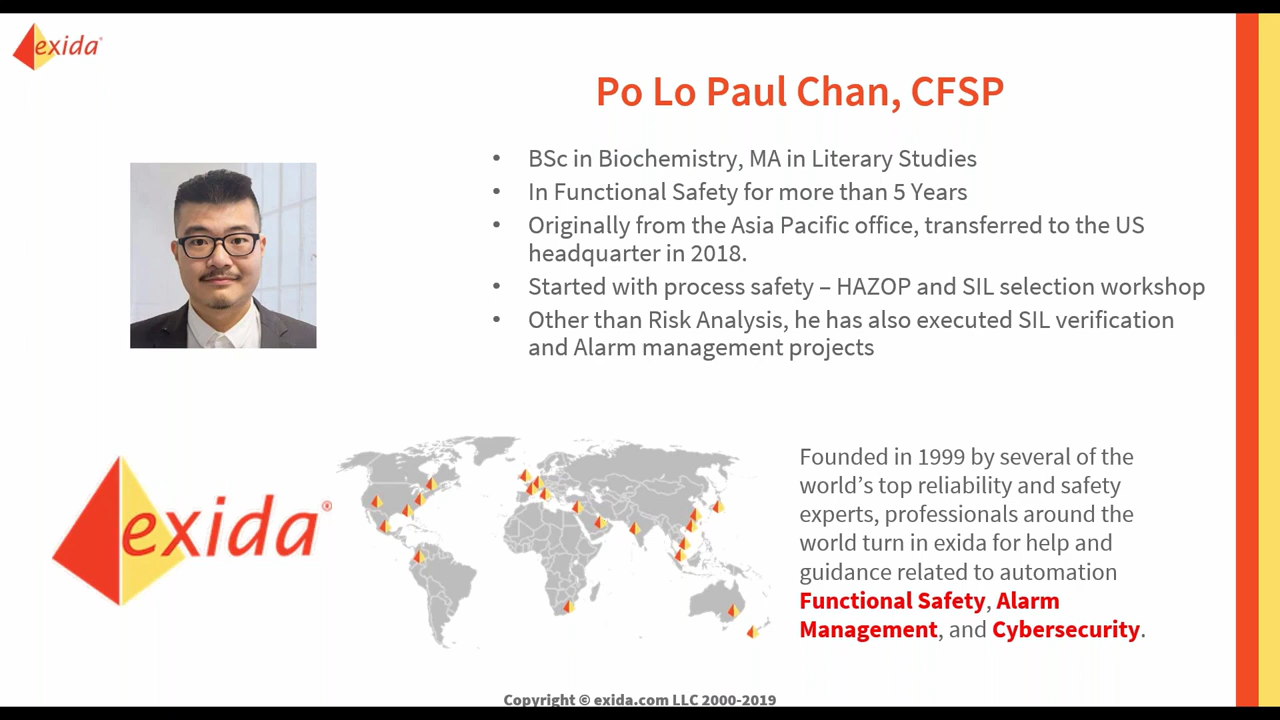 exida®
Po Lo Paul Chan, CFSP
• BSc in Biochemistry, MA in Literary Studies
• In Functional Safety for more than 5 Years
• Originally from the Asia Pacific office, transferred to the US
headquarter in 2018.
• Started with process safety – HAZOP and SIL selection workshop
• Other than Risk Analysis, he has also executed SIL verification
and Alarm management projects
exida®
Founded in 1999 by several of the
world’s top reliability and safety
experts, professionals around the
world turn in exida for help and
guidance related to automation
Functional Safety, Alarm
Management, and Cybersecurity.
Copyright © exida.com LLC 2000-2019